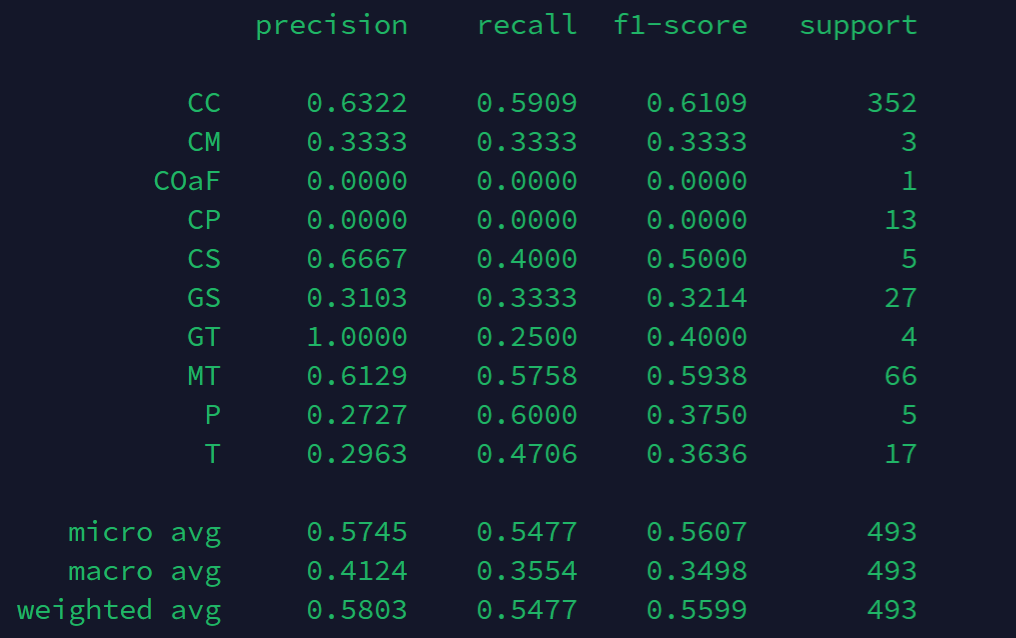 precision recall f1-score support
CC 0.6322 0.5909 0.6109 352
CM 0.3333 0.3333 0.3333 3
COaF 0.0000 0.0000 0.0000 1
CP 0.0000 0.0000 0.0000 13
CS 0.6667 0.4000 0.5000 5
GS 0.3103 0.3333 0.3214 27
GT 1.0000 0.2500 0.4000 4
MT 0.6129 0.5758 0.5938 66
P 0.2727 0.6000 0.3750 5
T 0.2963 0.4706 0.3636 17
micro avg 0.5745 0.5477 0.5607 493
macro avg 0.4124 0.3554 0.3498 493
weighted avg 0.5803 0.5477 0.5599 493